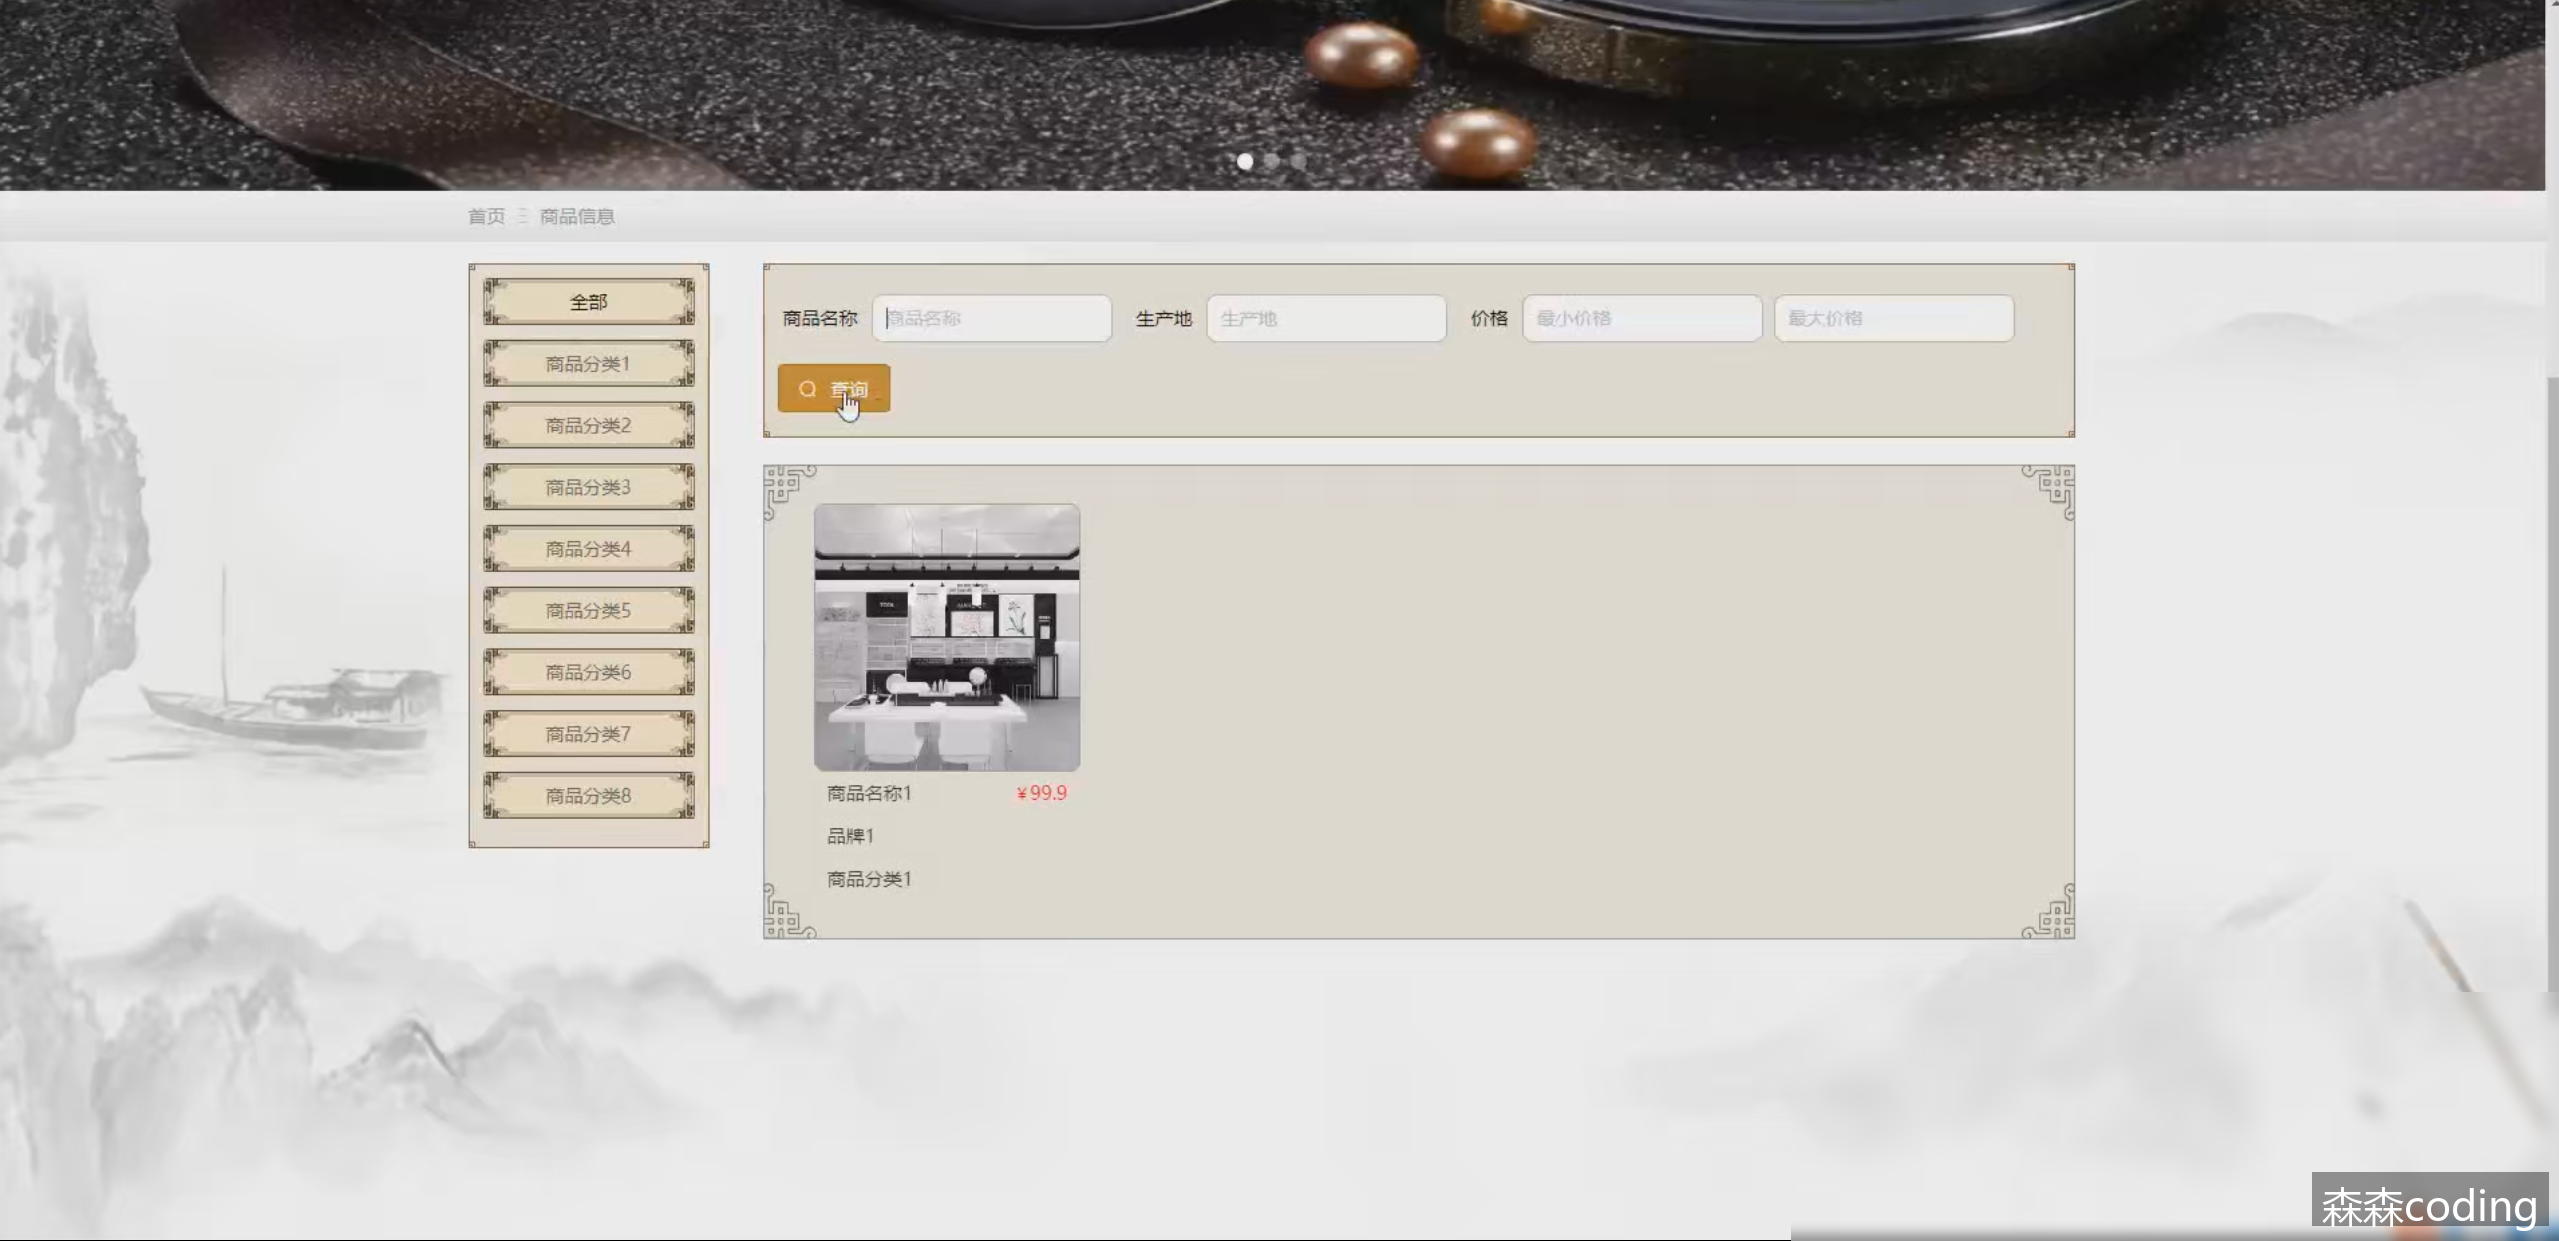 首页 商品信息
全部
商品分类1
商品分类2
商品分类3
商品分类4
商品分类5
商品分类6
商品分类7
商品分类8
商品名称 商品名称 生产地 生产地 价格 最小价格 最大价格
查询
商品名称1 ¥99.9
品牌1
商品分类1
森森coding